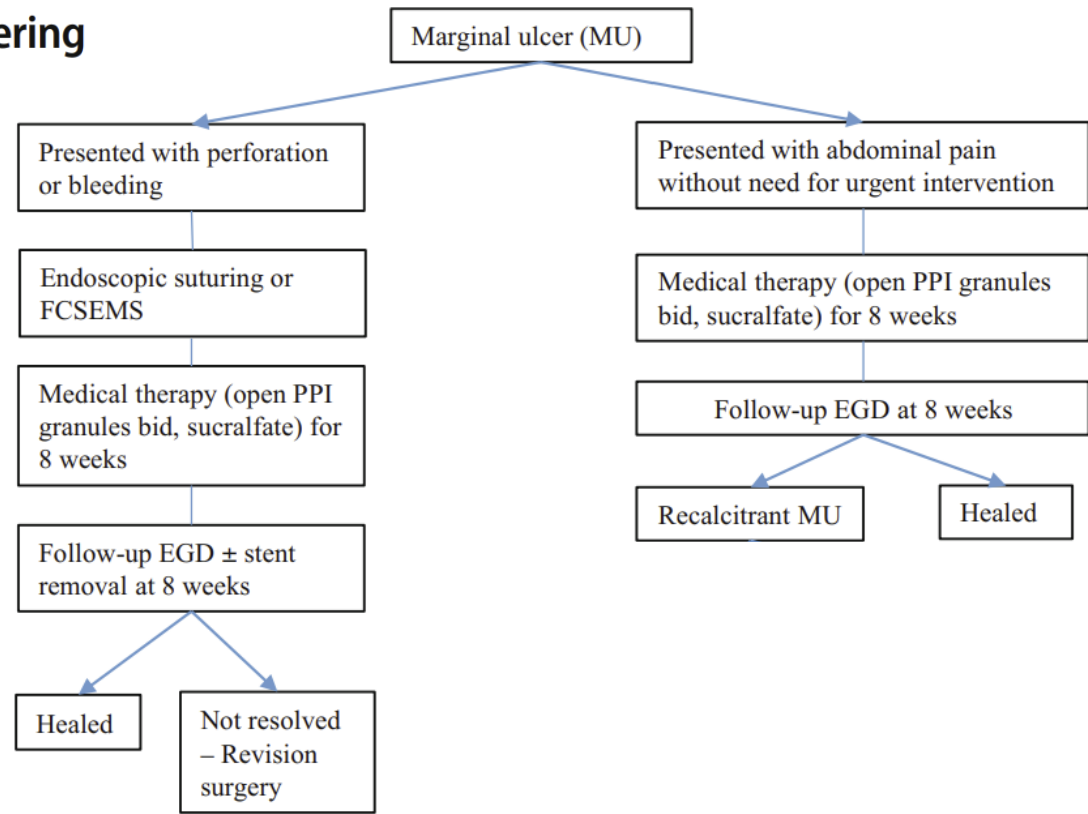 ering
Marginal ulcer (MU)
Presented with perforation
or bleeding
Endoscopic suturing or
FCSEMS
Medical therapy (open PPI
granules bid, sucralfate) for
8 weeks
Follow-up EGD ± stent
removal at 8 weeks
Healed
Not resolved
– Revision
surgery
Presented with abdominal pain
without need for urgent intervention
Medical therapy (open PPI granules
bid, sucralfate) for 8 weeks
Follow-up EGD at 8 weeks
Recalcitrant MU
Healed